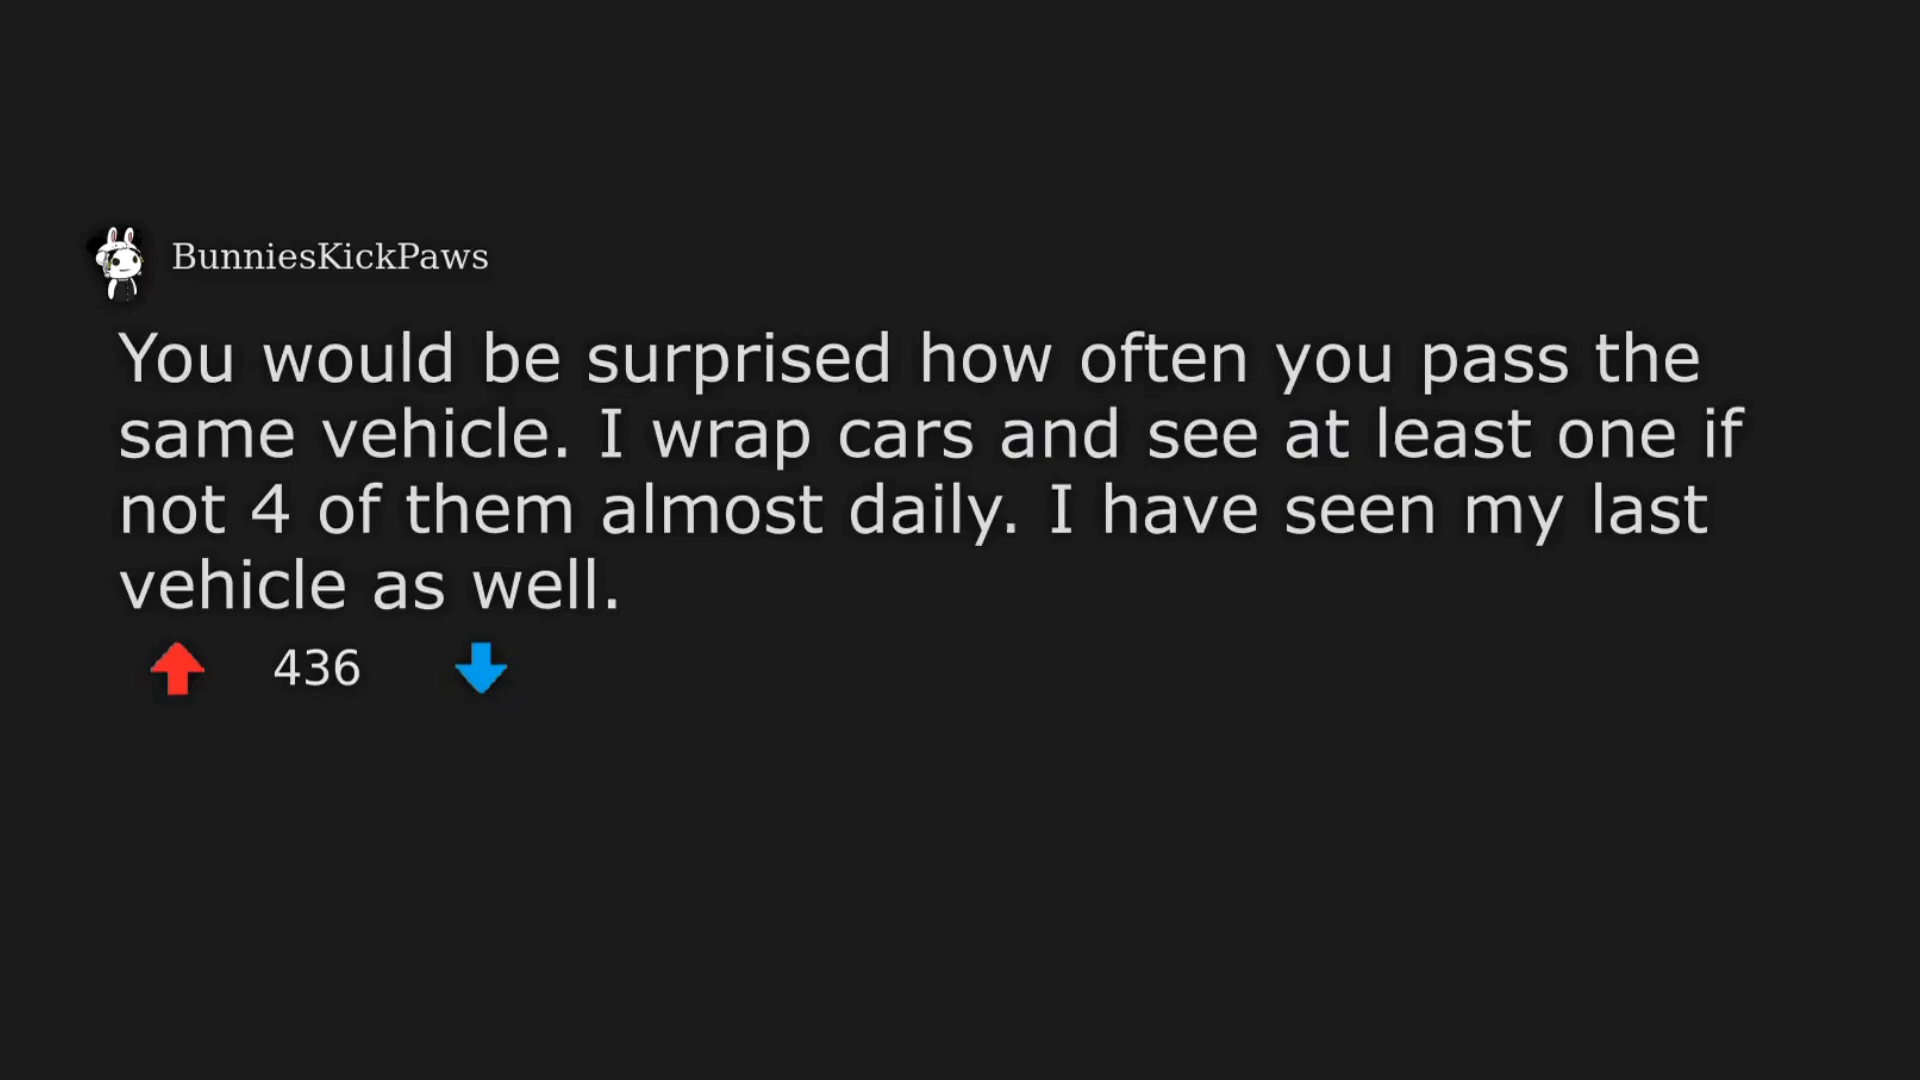 BunniesKickPaws
You would be surprised how often you pass the
same vehicle. I wrap cars and see at least one if
not 4 of them almost daily. I have seen my last
vehicle as well.
436